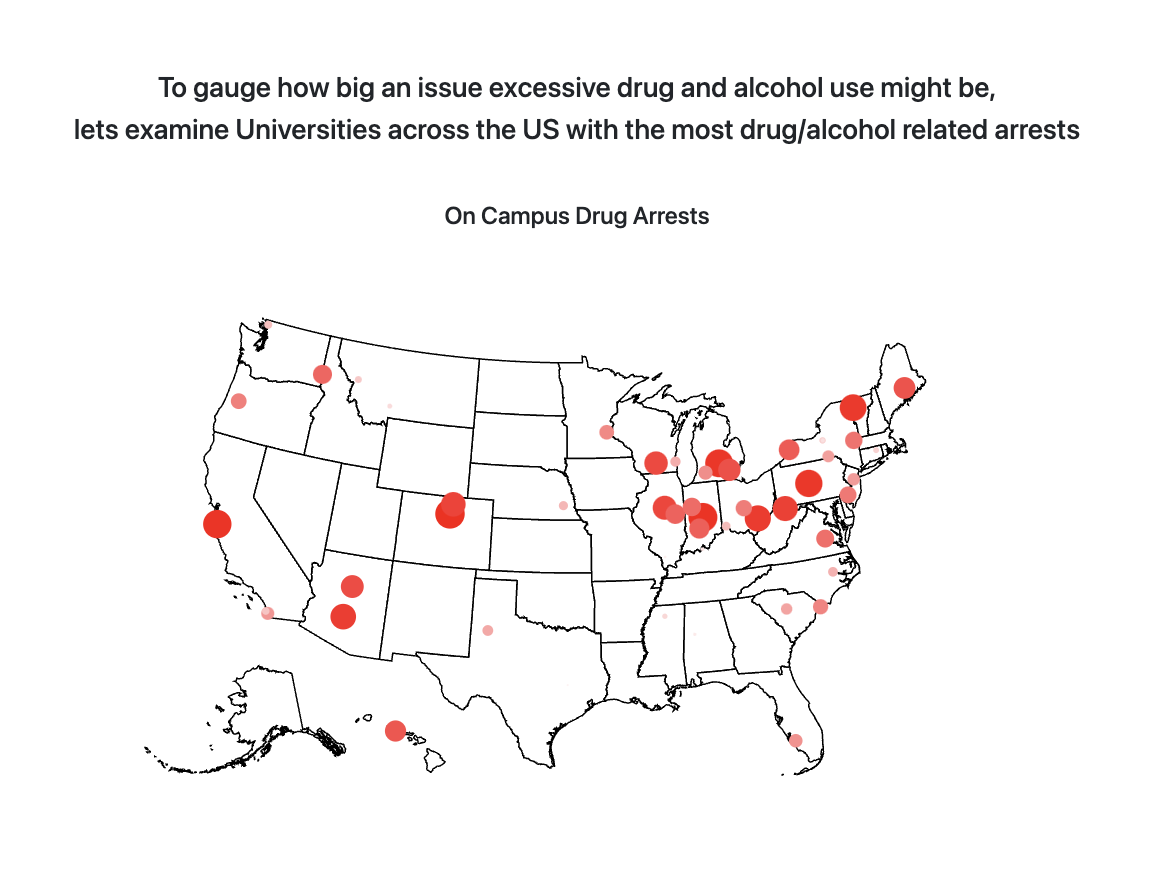 To gauge how big an issue excessive drug and alcohol use might be,
lets examine Universities across the US with the most drug/alcohol related arrests
On Campus Drug Arrests